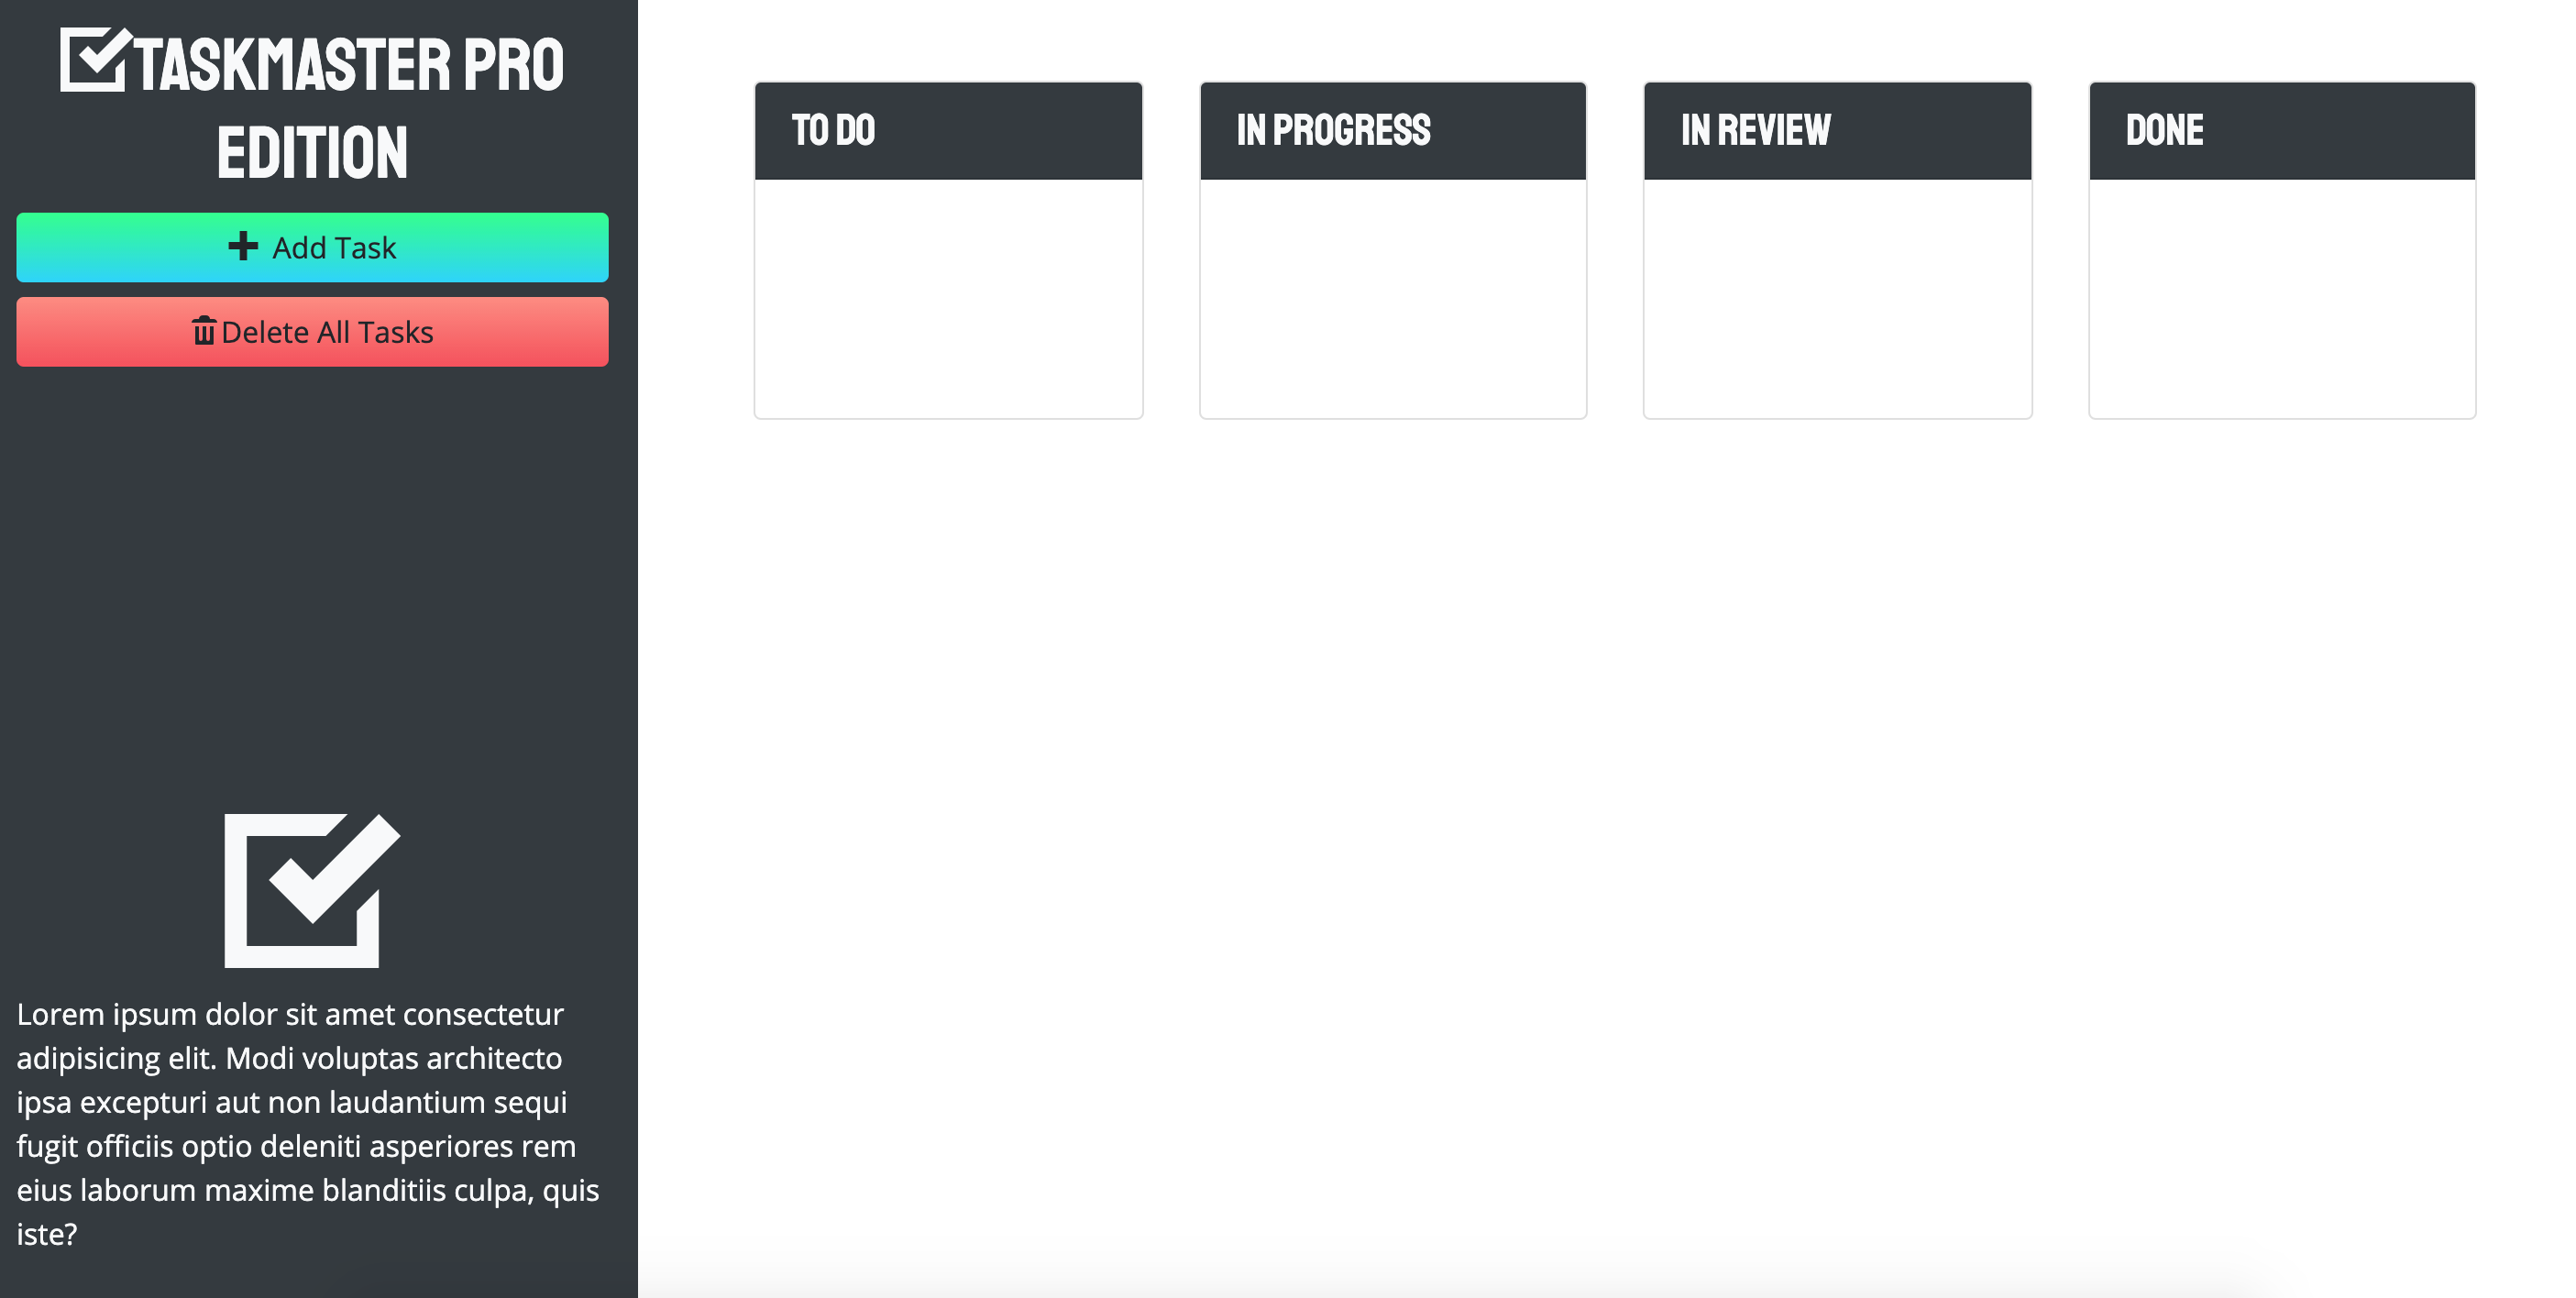 TASKMASTER PRO
EDITION
Add Task
Delete All Tasks
TO DO
IN PROGRESS
IN REVIEW
DONE
Lorem ipsum dolor sit amet consectetur
adipisicing elit. Modi voluptas architecto
ipsa excepturi aut non laudantium sequi
fugit officiis optio deleniti asperiores rem
eius laborum maxime blanditiis culpa, quis
iste?